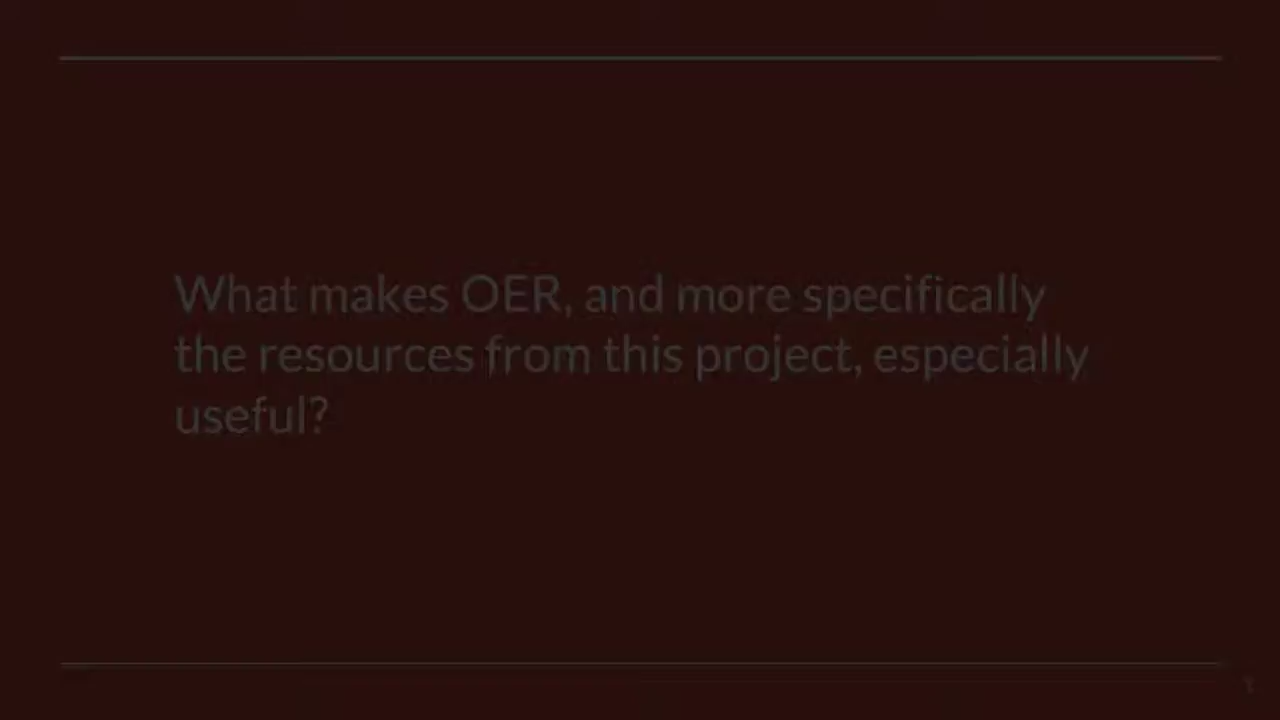 What makes OER, and more specifically
the resources from this project, especially
useful?